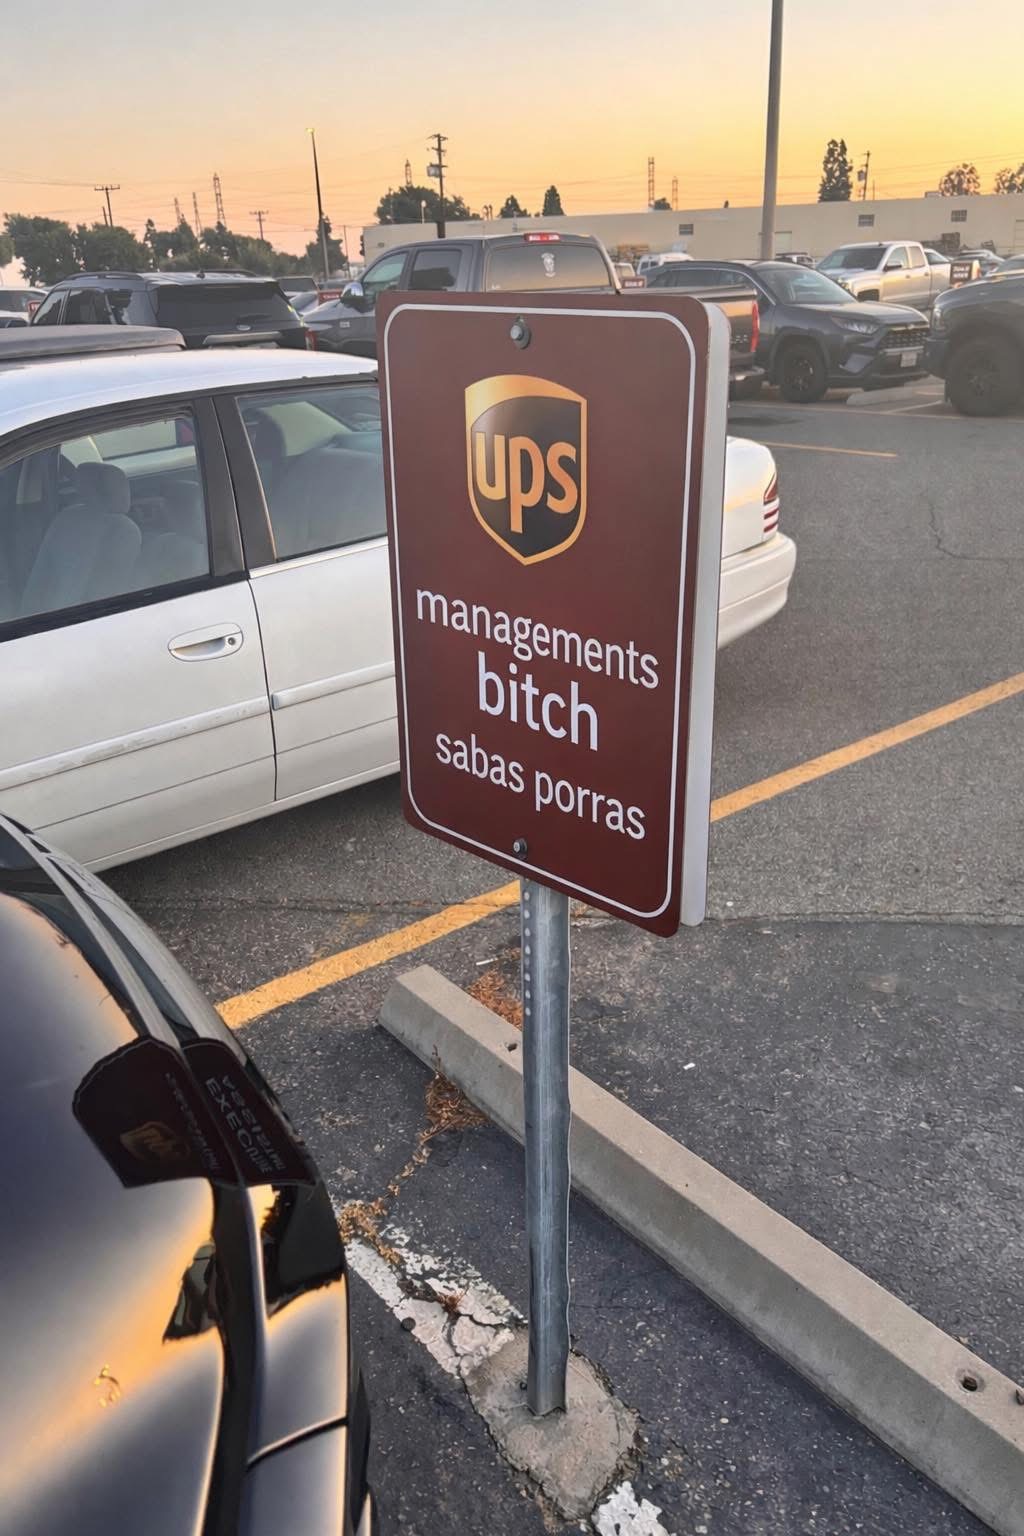 ups
managements
bitch
sabas porras